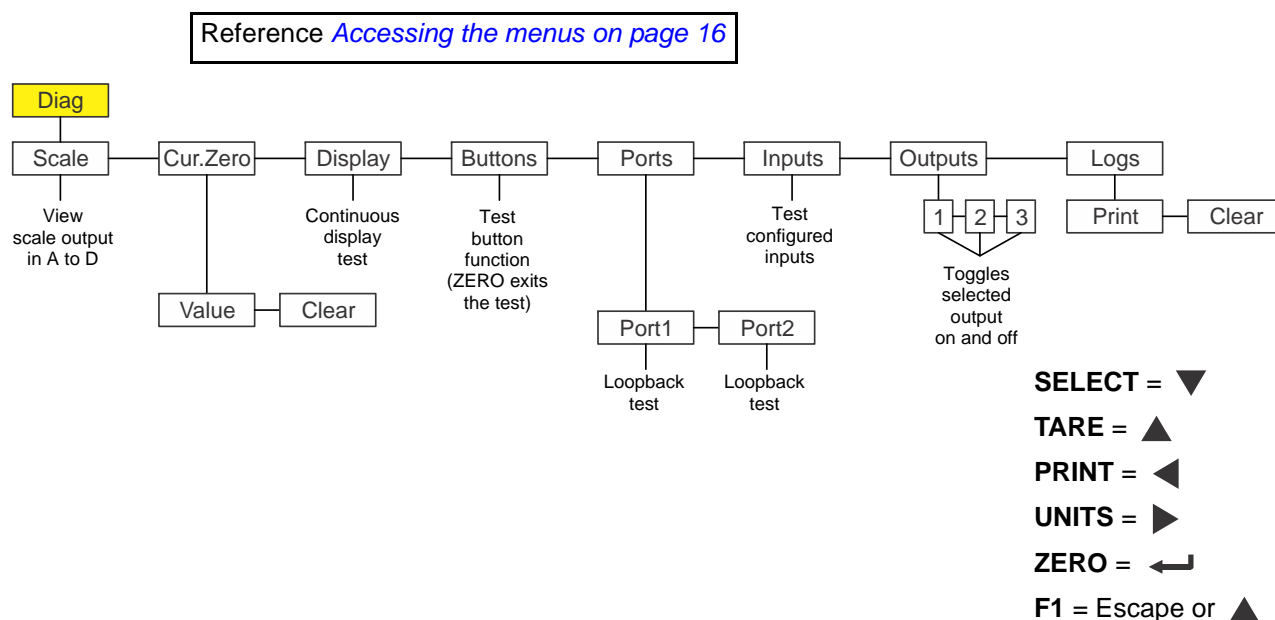 Reference Accessing the menus on page 16
Diag
Scale
Cur.Zero
Display
Buttons
Ports
Inputs
Outputs
Logs
View
scale output
in A to D
Value
Clear
Continuous
display
test
Test
button
function
(ZERO exits
the test)
Port1
Port2
Loopback
test
Loopback
test
Test
configured
inputs
1
2
3
Toggles
selected
output
on and off
Print
Clear
SELECT = ▼
TARE = ▲
PRINT = ◀
UNITS = ▶
ZERO = ↵
F1 = Escape or ▲